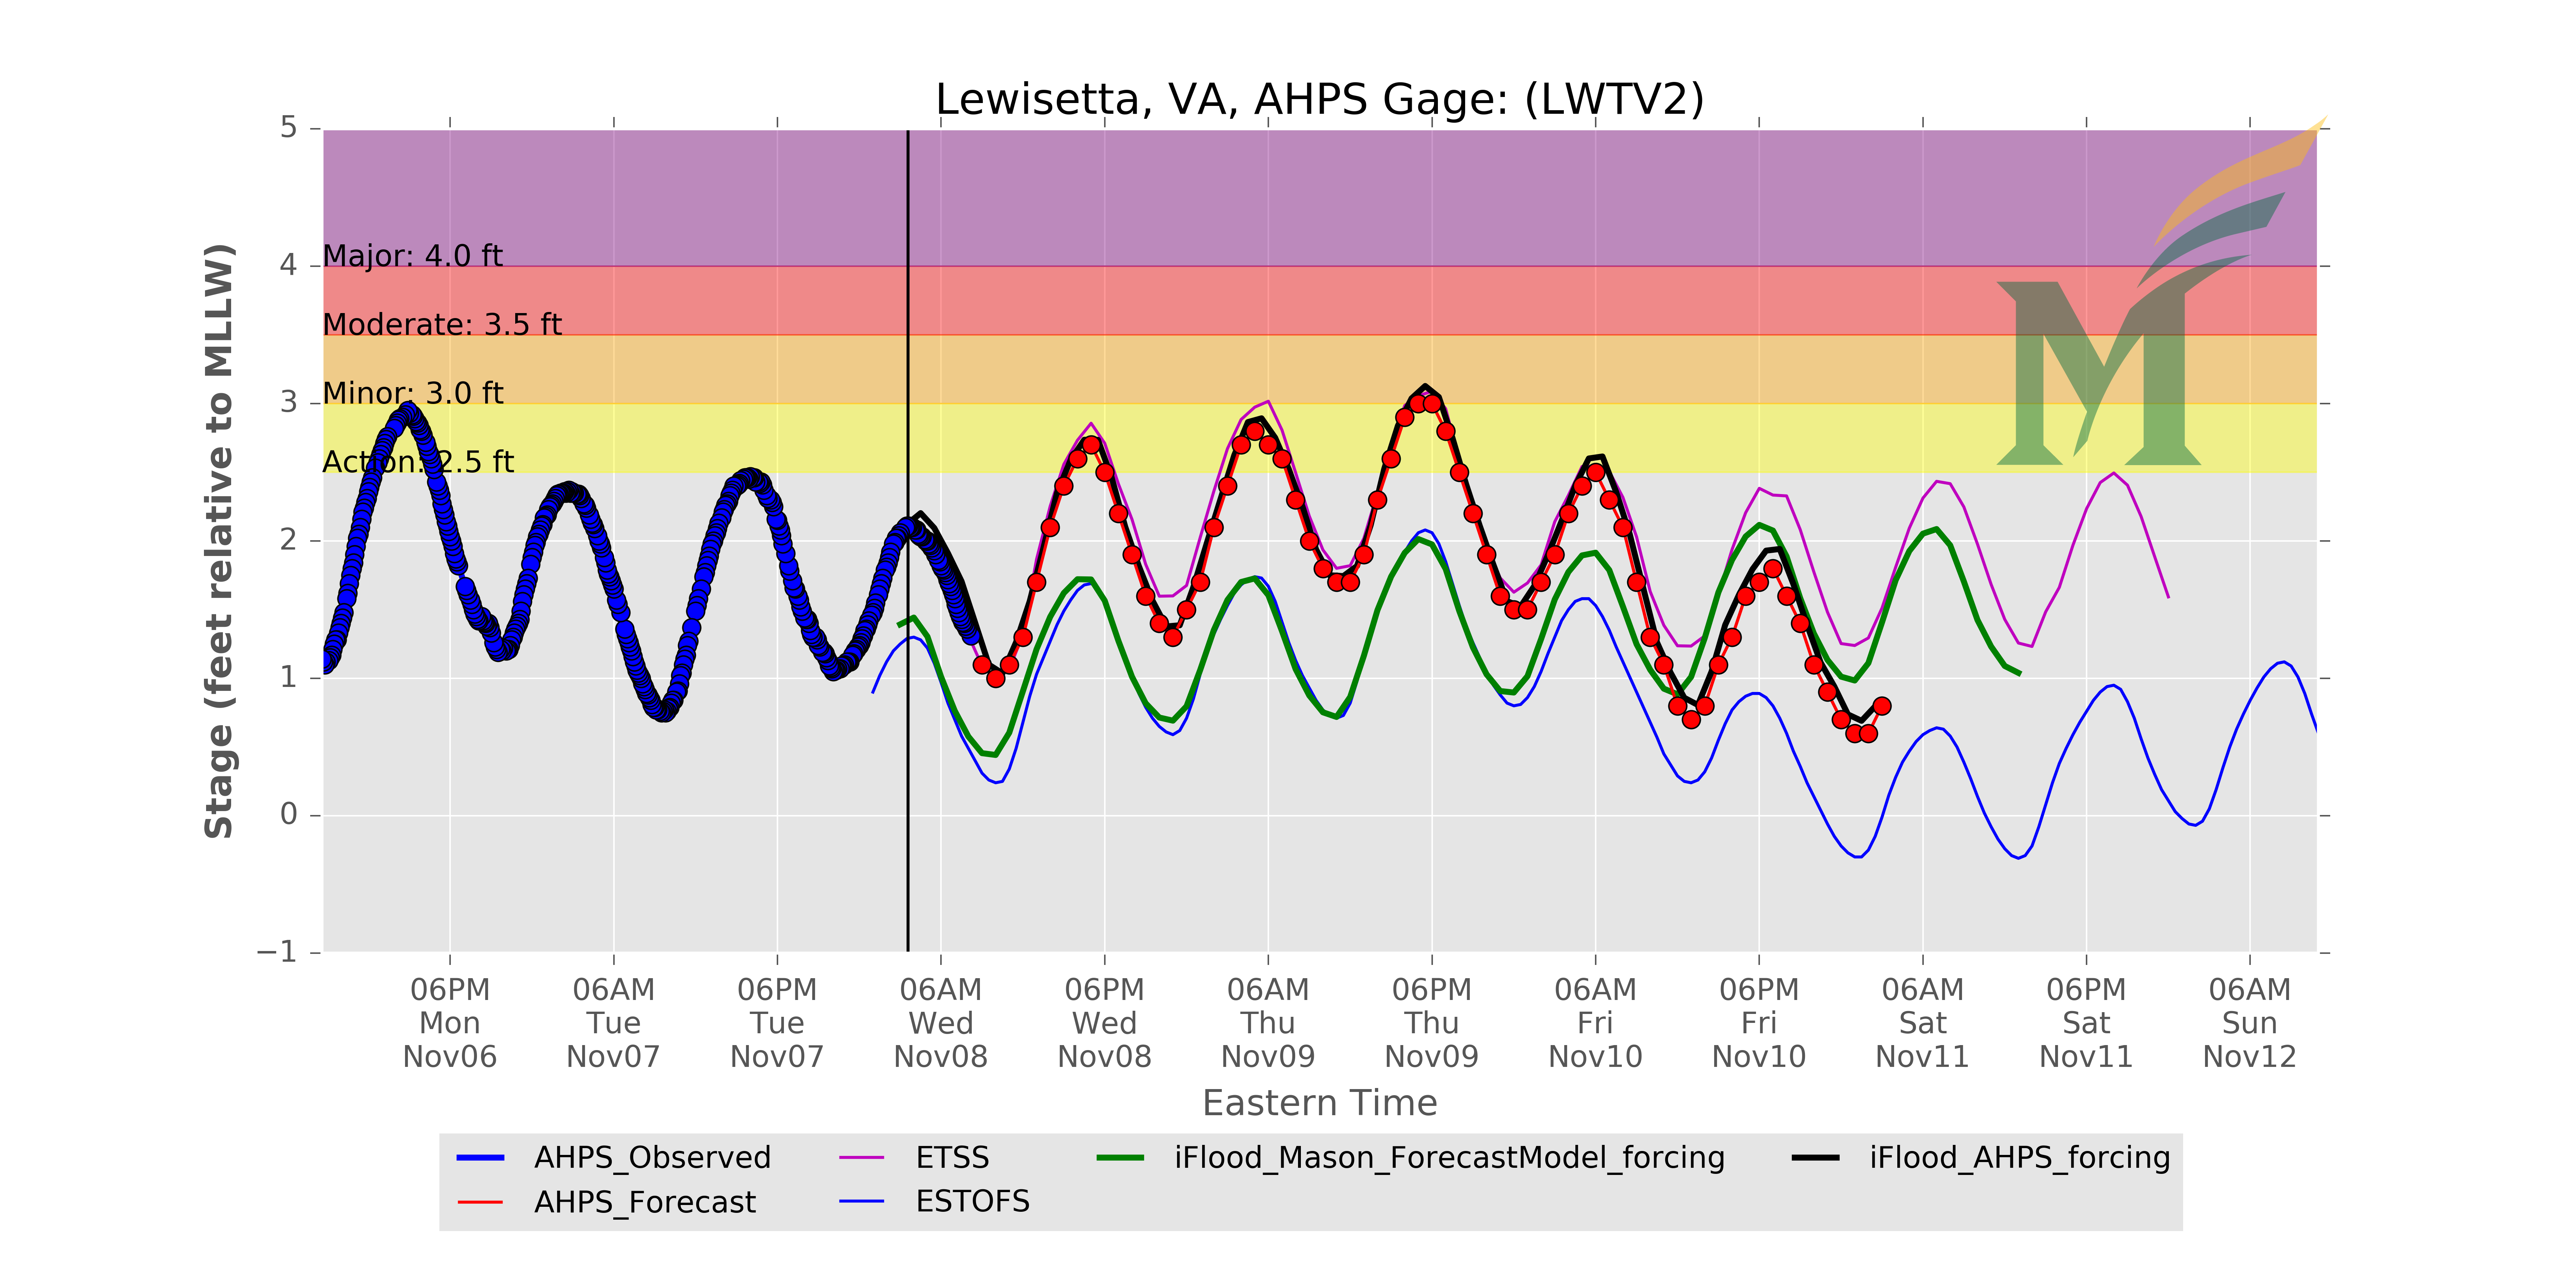 Lewisetta, VA, AHPS Gage: (LWTV2)
Stage (feet relative to MLLW)
5
4
3
2
1
0
−1
Major: 4.0 ft
Moderate: 3.5 ft
Minor: 3.0 ft
Action: 2.5 ft
M
06PM Mon Nov06
06AM Tue Nov07
06PM Tue Nov07
06AM Wed Nov08
06PM Wed Nov08
06AM Thu Nov09
06PM Thu Nov09
06AM Fri Nov10
06PM Fri Nov10
06AM Sat Nov11
06PM Sat Nov11
06AM Sun Nov12
Eastern Time
AHPS_Observed
AHPS_Forecast
ETSS
ESTOFS
iFlood_Mason_ForecastModel_forcing
iFlood_AHPS_forcing